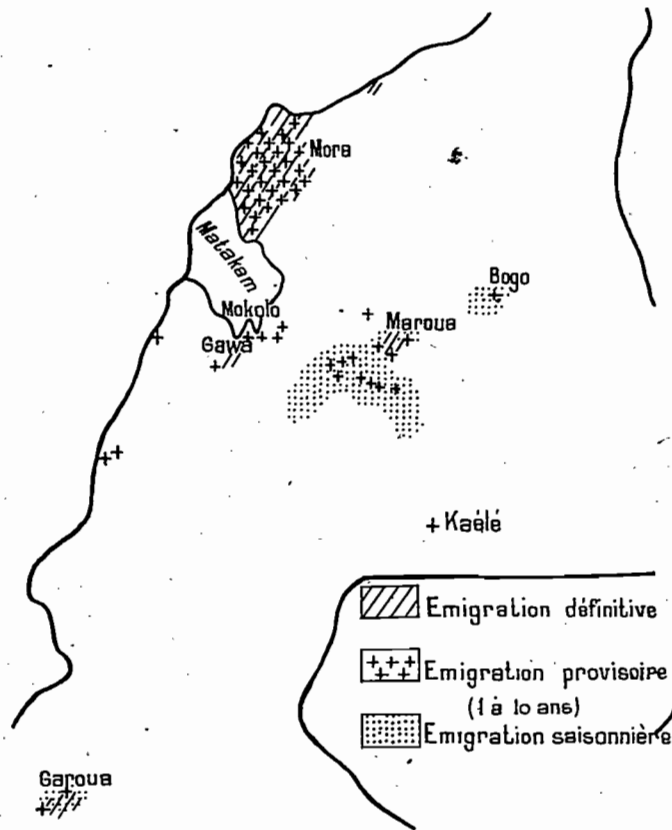 Mora
Matakam
Bogo
Mokolo
Maroua
Gawa
Kaélé
Emigration définitive
Emigration provisoire
(1 à 10 ans)
Emigration saisonnière
Garoua